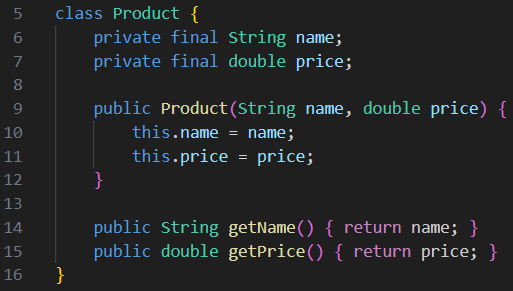 5 class Product {
6     private final String name;
7     private final double price;
8
9     public Product(String name, double price) {
10         this.name = name;
11         this.price = price;
12     }
13
14     public String getName() { return name; }
15     public double getPrice() { return price; }
16 }